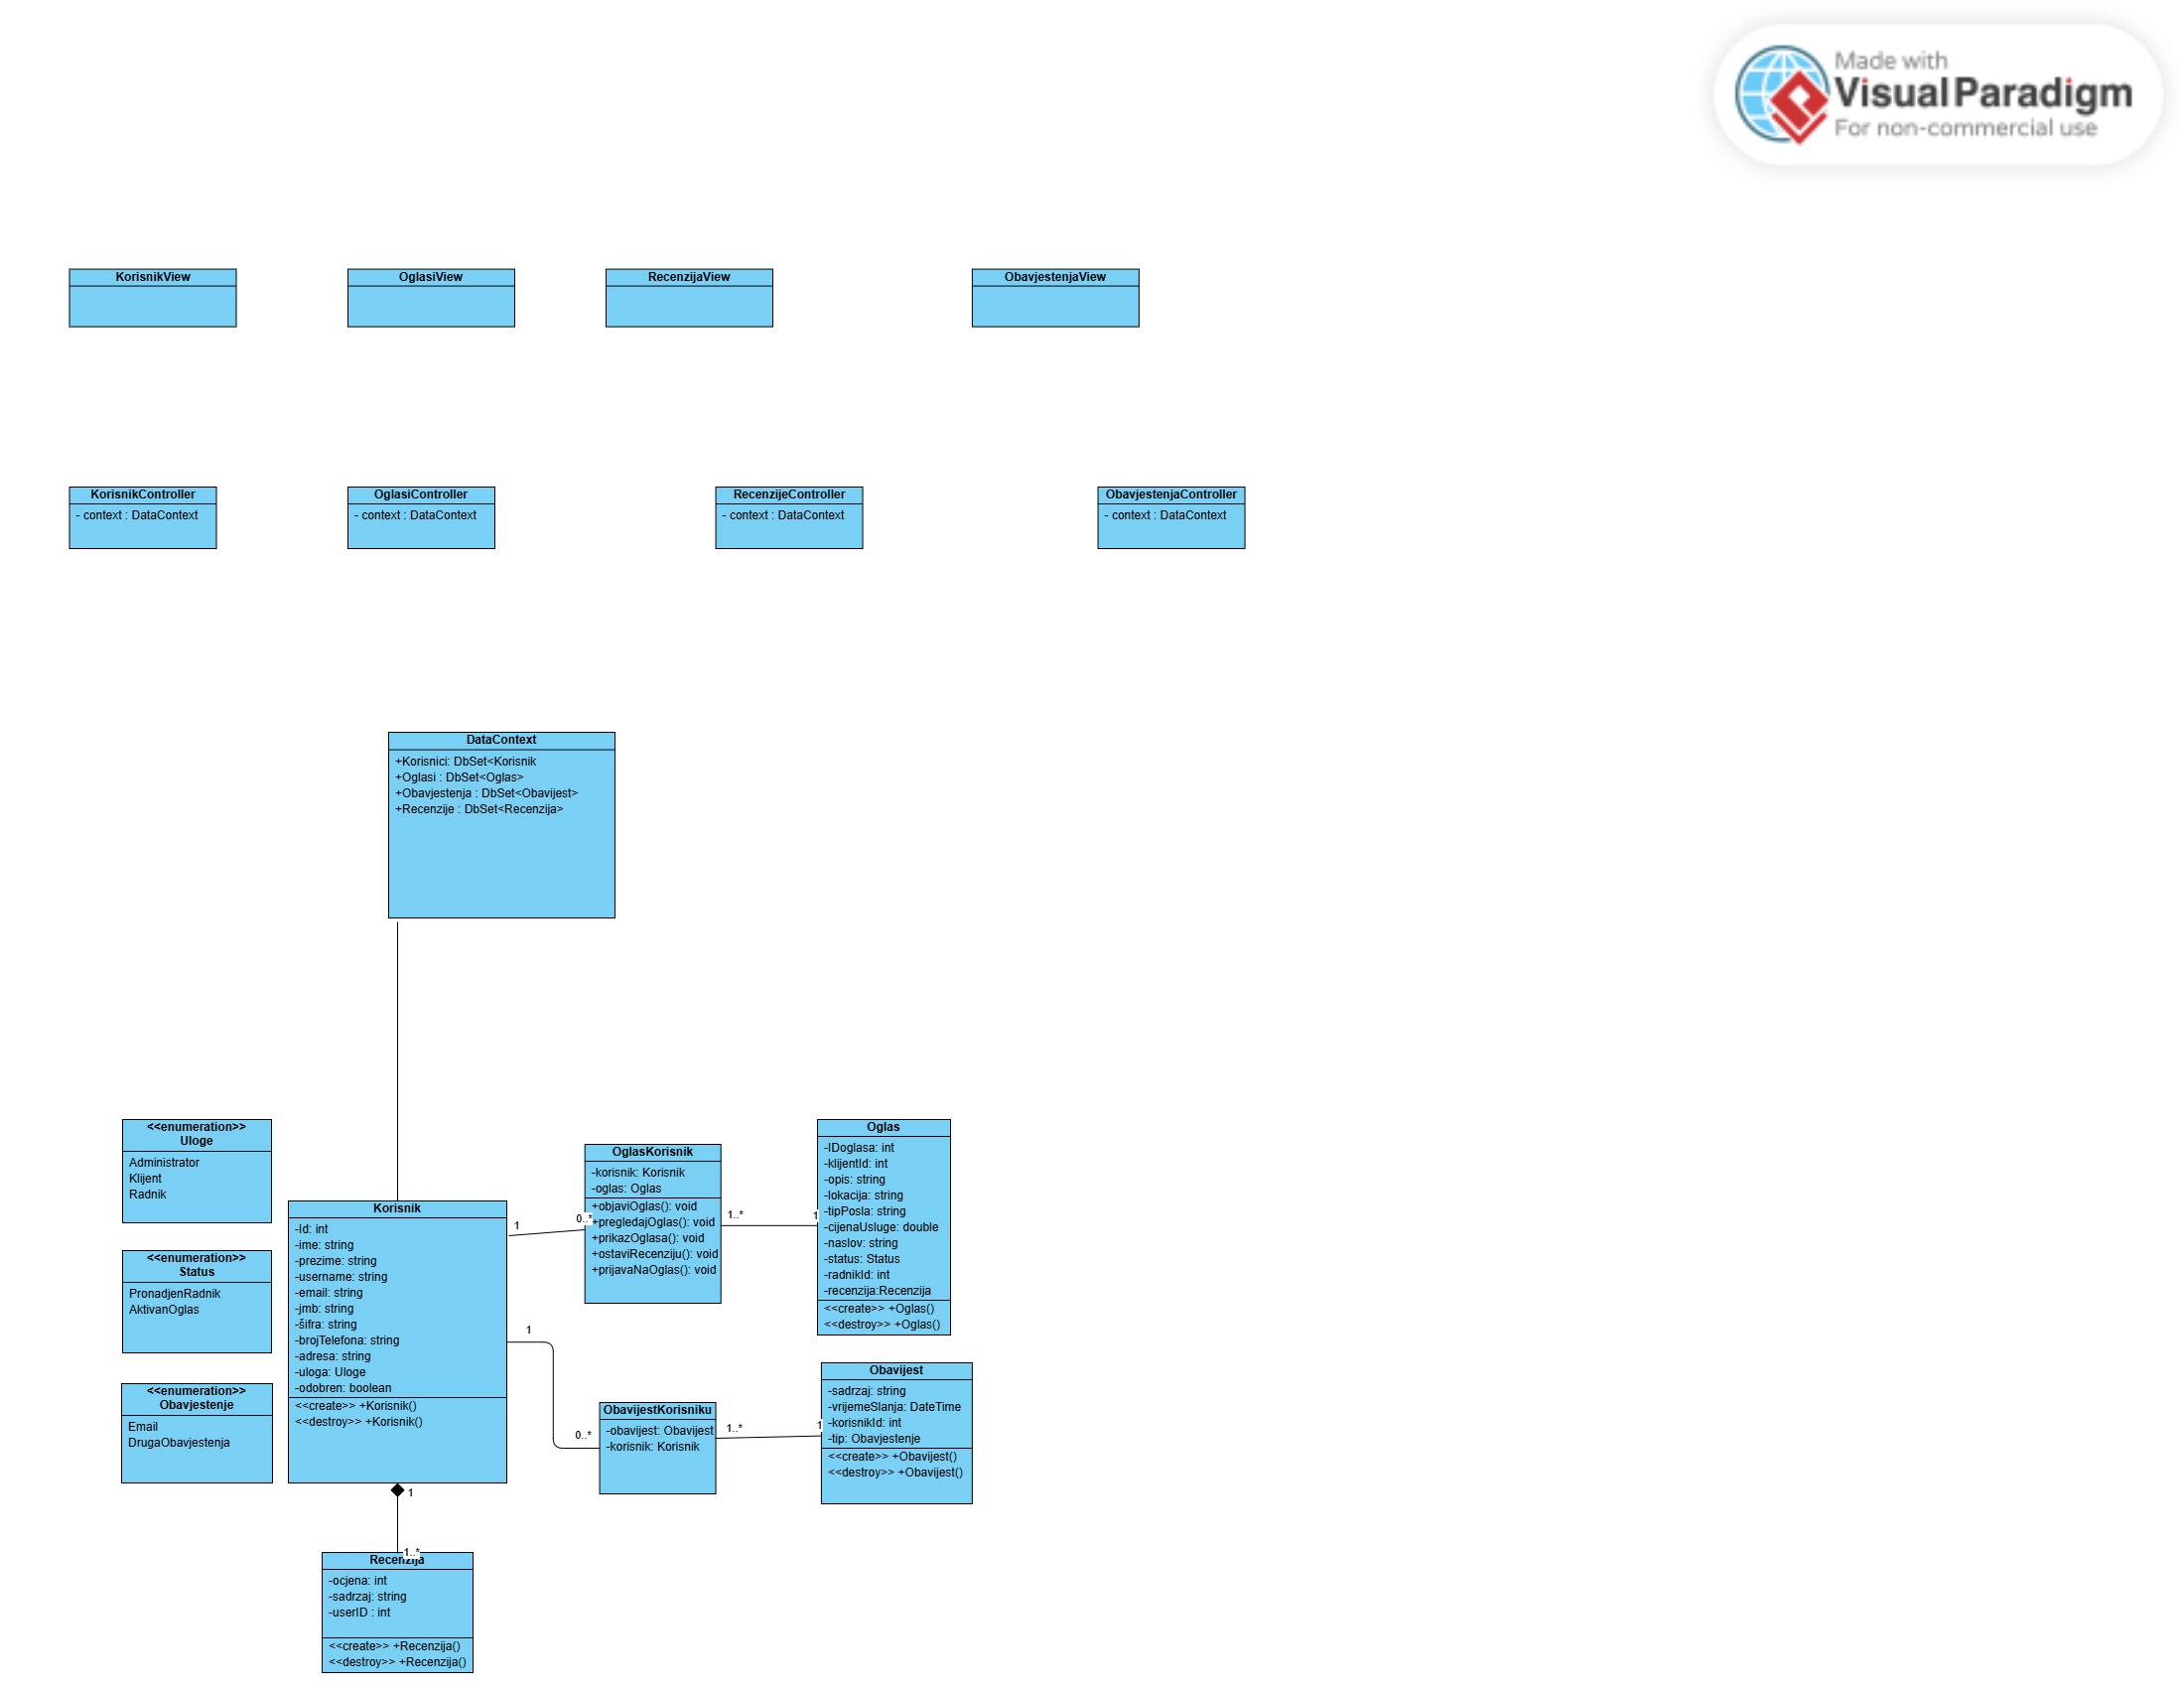 Made with
Visual Paradigm
For non-commercial use
KorisnikView
OglasiView
RecenzijaView
ObavjestenjaView
KorisnikController
- context : DataContext
OglasiController
- context : DataContext
RecenzijeController
- context : DataContext
ObavjestenjaController
- context : DataContext
DataContext
+Korisnici: DbSet<Korisnik
+Oglasi : DbSet<Oglas>
+Obavjestenja : DbSet<Obavijest>
+Recenzije : DbSet<Recenzija>
<<enumeration>>
Uloge
Administrator
Klijent
Radnik
<<enumeration>>
Status
PronadjenRadnik
AktivanOglas
<<enumeration>>
Obavjestenje
Email
DrugaObavjestenja
Korisnik
-Id: int
-ime: string
-prezime: string
-username: string
-email: string
-jmb: string
-šifra: string
-brojTelefona: string
-adresa: string
-uloga: Uloge
-odobren: boolean
<<create>> +Korisnik()
<<destroy>> +Korisnik()
1
0..*
OglasKorisnik
-korisnik: Korisnik
-oglas: Oglas
+objaviOglas(): void
+pregledajOglas(): void
+prikazOglasa(): void
+ostaviRecenziju(): void
+prijavaNaOglas(): void
1..*
1
Oglas
-IDoglasa: int
-klijentId: int
-opis: string
-lokacija: string
-tipPosla: string
-cijenaUsluge: double
-naslov: string
-status: Status
-radnikId: int
-recenzija:Recenzija
<<create>> +Oglas()
<<destroy>> +Oglas()
1
0..*
ObavijestKorisniku
-obavijest: Obavijest
-korisnik: Korisnik
1..*
1
Obavijest
-sadrzaj: string
-vrijemeSlanja: DateTime
-korisnikId: int
-tip: Obavjestenje
<<create>> +Obavijest()
<<destroy>> +Obavijest()
1
1..*
Recenzija
-ocjena: int
-sadrzaj: string
-userID : int
<<create>> +Recenzija()
<<destroy>> +Recenzija()